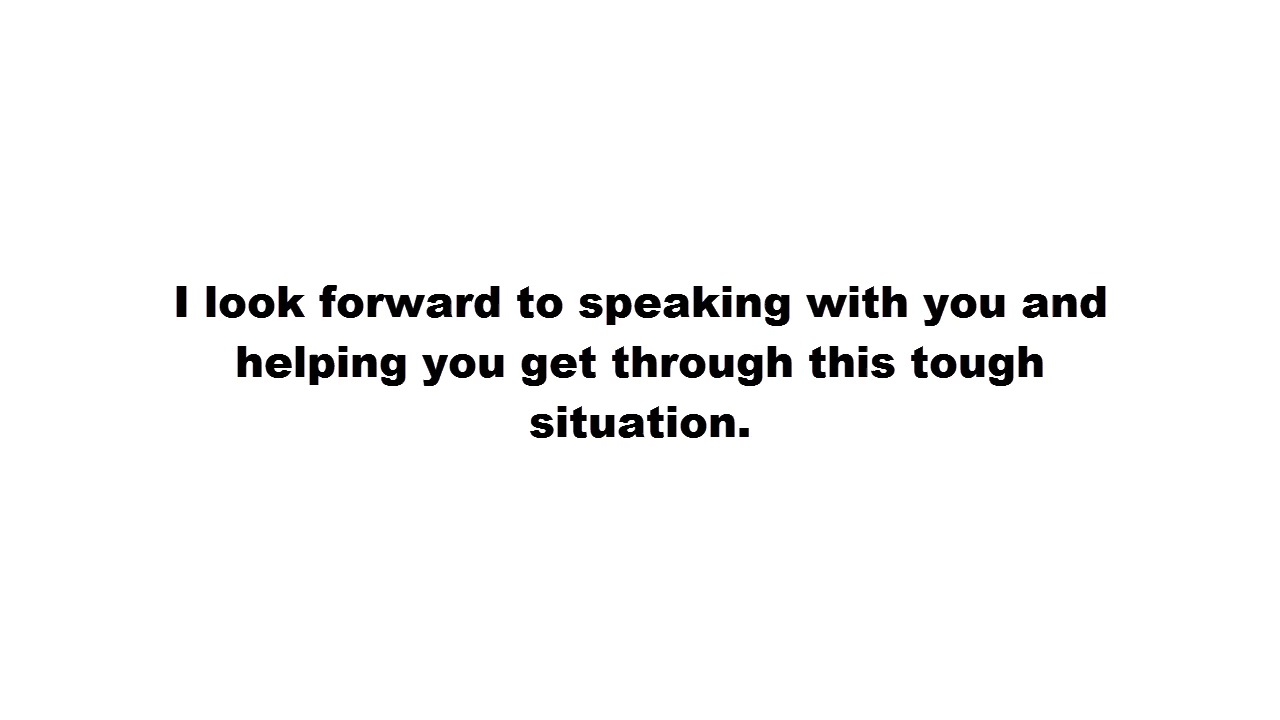 I look forward to speaking with you and
helping you get through this tough
situation.